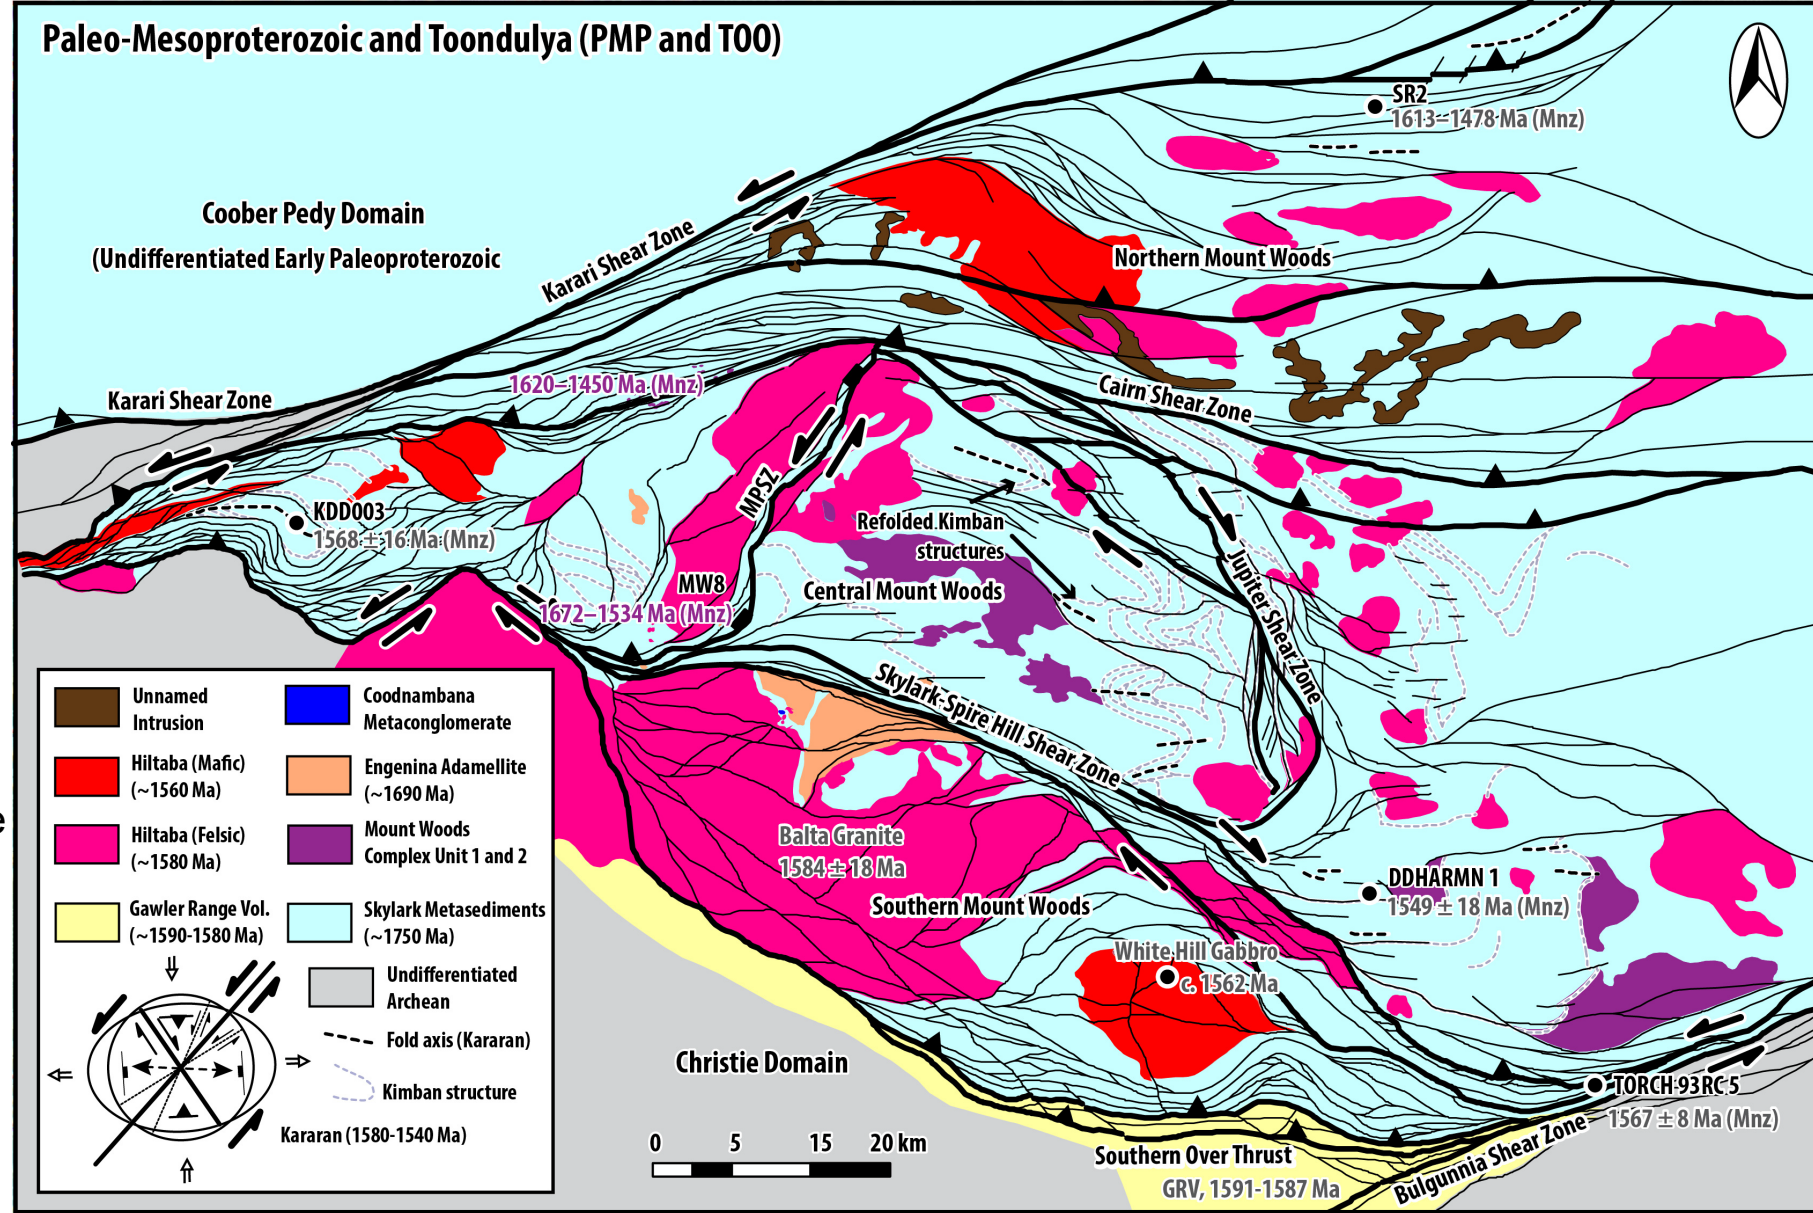 Paleo-Mesoproterozoic and Toondulya (PMP and TOO)
SR2
1613–1478 Ma (Mnz)
Coober Pedy Domain
(Undifferentiated Early Paleoproterozoic
Karari Shear Zone
Northern Mount Woods
Karari Shear Zone
1620–1450 Ma (Mnz)
Cairn Shear Zone
MPSZ
KDD003
1568 ± 16 Ma (Mnz)
Refolded Kimban
structures
Jupiter Shear Zone
MW8
1672–1534 Ma (Mnz)
Central Mount Woods
Skylark-Spire Hill Shear Zone
Balta Granite
1584 ± 18 Ma
Southern Mount Woods
DDHARMN 1
1549 ± 18 Ma (Mnz)
White Hill Gabbro
c. 1562 Ma
Christie Domain
TORCH 93RC 5
1567 ± 8 Ma (Mnz)
Southern Over Thrust
GRV, 1591-1587 Ma
Bulgunnia Shear Zone
0 5 15 20 km
e
Unnamed
Intrusion
Coodnambana
Metaconglomerate
Hiltaba (Mafic)
(~1560 Ma)
Engenina Adamellite
(~1690 Ma)
Hiltaba (Felsic)
(~1580 Ma)
Mount Woods
Complex Unit 1 and 2
Gawler Range Vol.
(~1590-1580 Ma)
Skylark Metasediments
(~1750 Ma)
Undifferentiated
Archean
Fold axis (Kararan)
Kimban structure
Kararan (1580-1540 Ma)